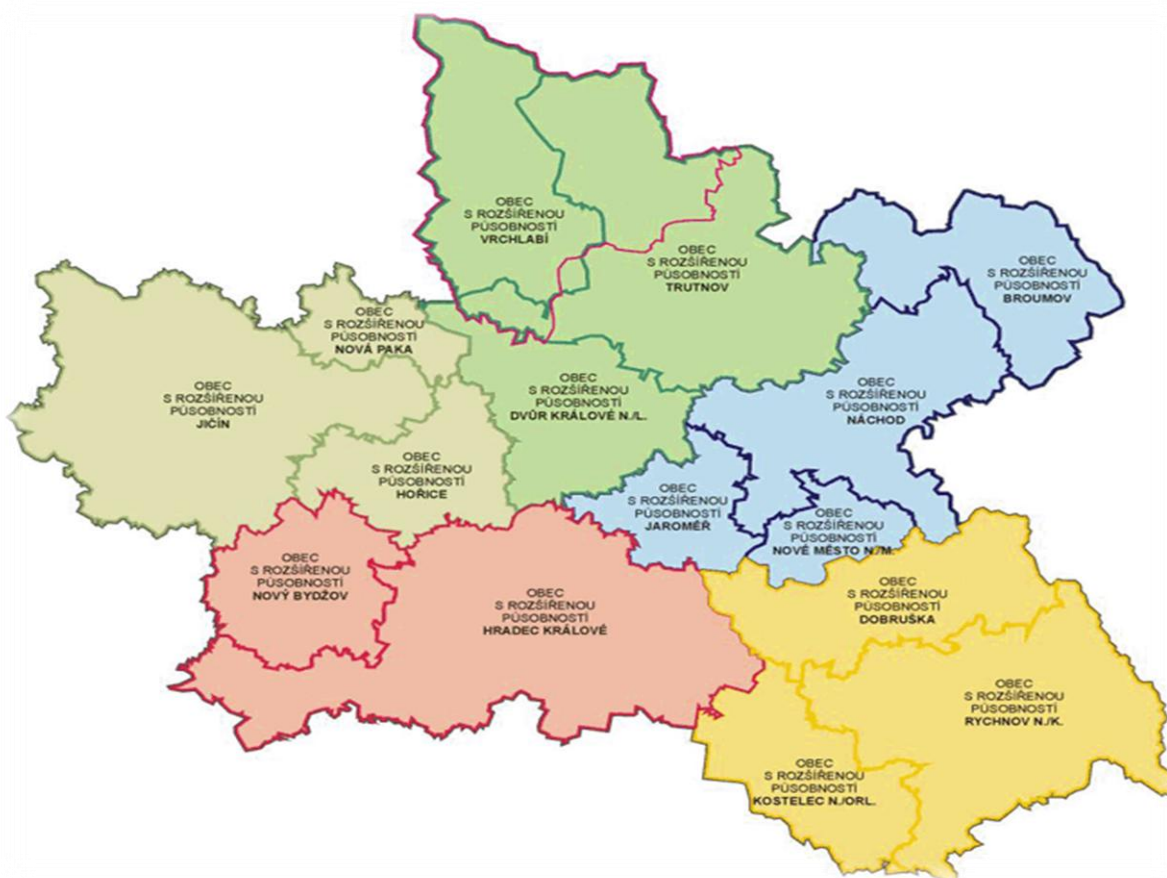 OBEC
S ROZŠÍŘENOU
PŮSOBNOSTÍ
VRCHLABÍ
OBEC
S ROZŠÍŘENOU
PŮSOBNOSTÍ
TRUTNOV
OBEC
S ROZŠÍŘENOU
PŮSOBNOSTÍ
BROUMOV
OBEC
S ROZŠÍŘENOU
PŮSOBNOSTÍ
NOVÁ PAKA
OBEC
S ROZŠÍŘENOU
PŮSOBNOSTÍ
JIČÍN
OBEC
S ROZŠÍŘENOU
PŮSOBNOSTÍ
DVŮR KRÁLOVÉ N./L.
OBEC
S ROZŠÍŘENOU
PŮSOBNOSTÍ
NÁCHOD
OBEC
S ROZŠÍŘENOU
PŮSOBNOSTÍ
HOŘICE
OBEC
S ROZŠÍŘENOU
PŮSOBNOSTÍ
JAROMĚŘ
OBEC
S ROZŠÍŘENOU
PŮSOBNOSTÍ
NOVÉ MĚSTO N./M.
OBEC
S ROZŠÍŘENOU
PŮSOBNOSTÍ
NOVÝ BYDŽOV
OBEC
S ROZŠÍŘENOU
PŮSOBNOSTÍ
HRADEC KRÁLOVÉ
OBEC
S ROZŠÍŘENOU
PŮSOBNOSTÍ
DOBRUŠKA
OBEC
S ROZŠÍŘENOU
PŮSOBNOSTÍ
RYCHNOV N./K.
OBEC
S ROZŠÍŘENOU
PŮSOBNOSTÍ
KOSTELEC N./ORL.